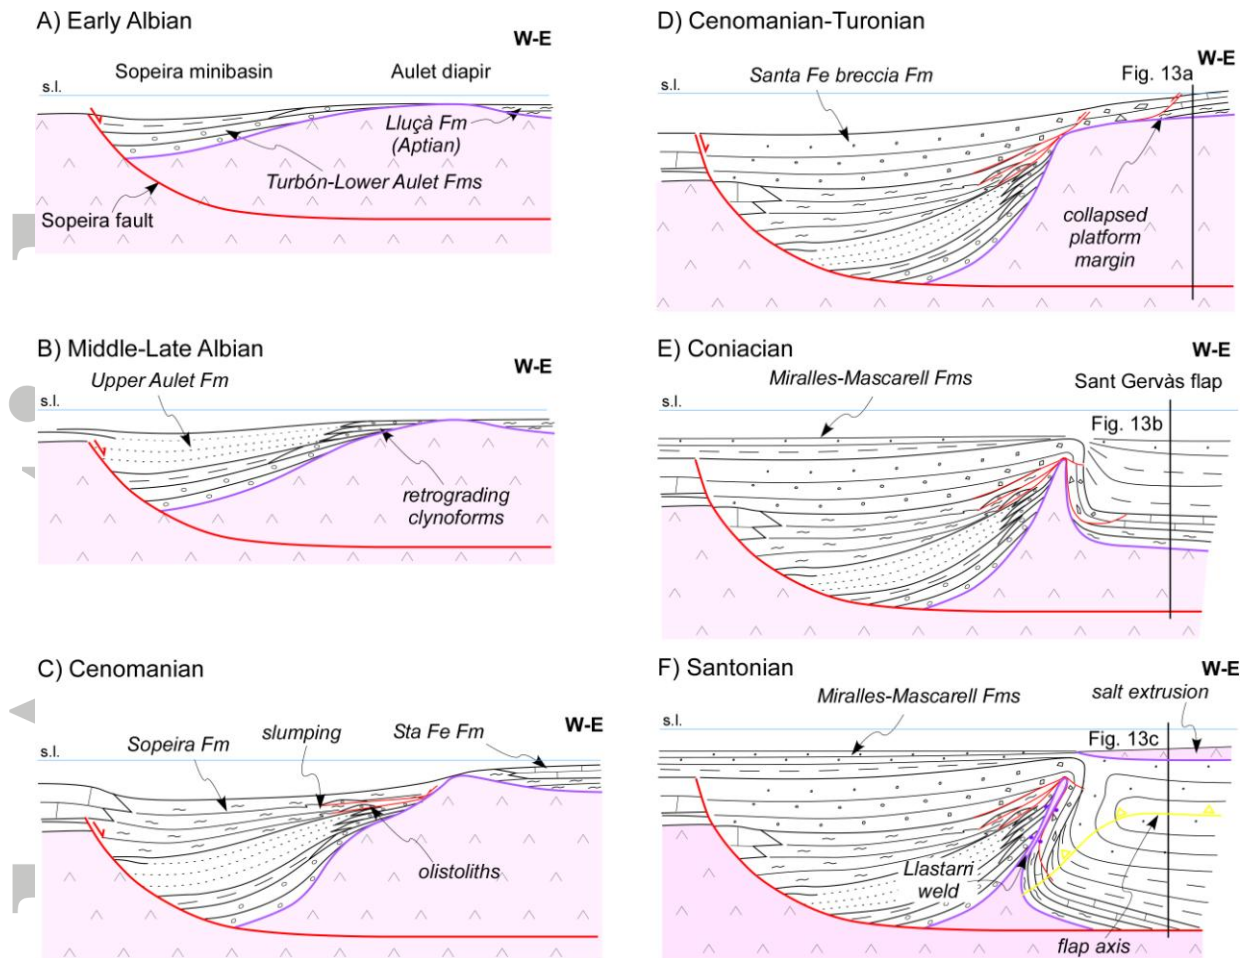 A) Early Albian
W-E
Sopeira minibasin
Aulet diapir
s.l.
Lluçà Fm
(Aptian)
Turbón-Lower Aulet Fms
Sopeira fault
B) Middle-Late Albian
W-E
Upper Aulet Fm
s.l.
retrograding
clynoforms
C) Cenomanian
W-E
Sopeira Fm
slumping
Sta Fe Fm
s.l.
olistoliths
D) Cenomanian-Turonian
W-E
Santa Fe breccia Fm
Fig. 13a
s.l.
collapsed
platform
margin
E) Coniacian
W-E
Miralles-Mascarell Fms
Sant Gervàs flap
s.l.
Fig. 13b
F) Santonian
W-E
Miralles-Mascarell Fms
salt extrusion
s.l.
Fig. 13c
Llastarri
weld
flap axis